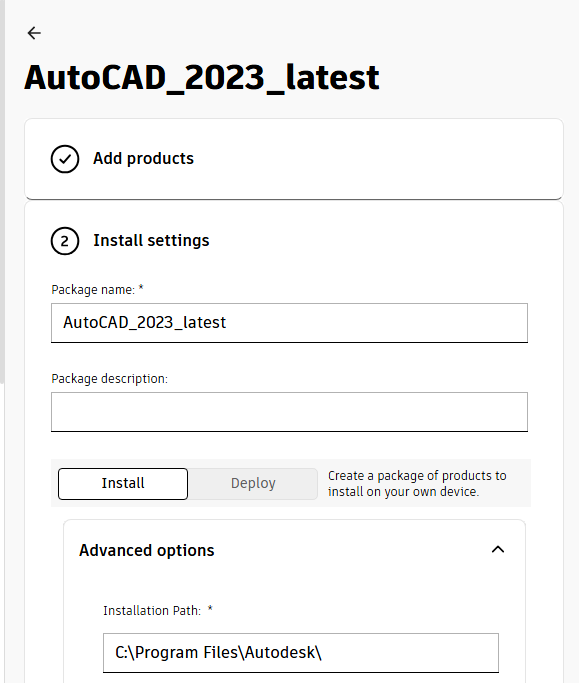 AutoCAD_2023_latest
Add products
2 Install settings
Package name: *
AutoCAD_2023_latest
Package description:
Install Deploy Create a package of products to
install on your own device.
Advanced options
Installation Path: *
C:\Program Files\Autodesk\